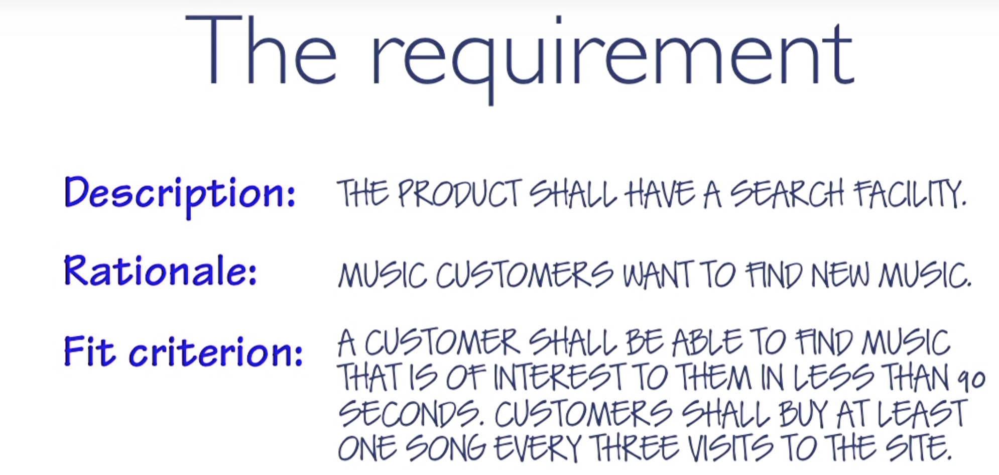 The requirement
Description: THE PRODUCT SHALL HAVE A SEARCH FACILITY.
Rationale: MUSIC CUSTOMERS WANT TO FIND NEW MUSIC.
Fit criterion: A CUSTOMER SHALL BE ABLE TO FIND MUSIC
THAT IS OF INTEREST TO THEM IN LESS THAN 90
SECONDS. CUSTOMERS SHALL BUY AT LEAST
ONE SONG EVERY THREE VISITS TO THE SITE.